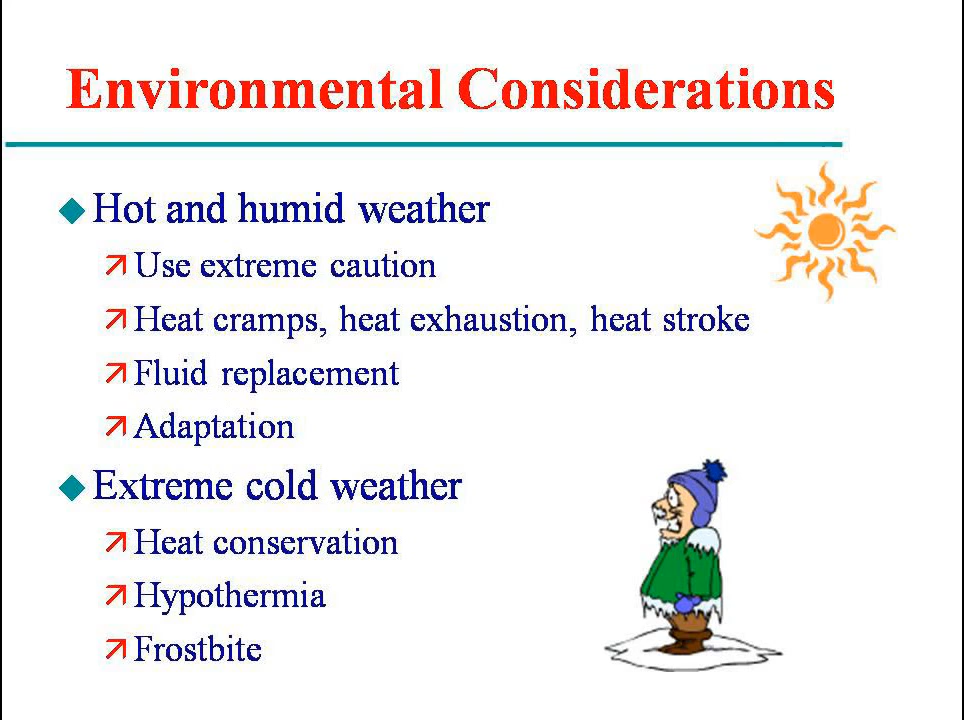 Environmental Considerations
Hot and humid weather
Use extreme caution
Heat cramps, heat exhaustion, heat stroke
Fluid replacement
Adaptation
Extreme cold weather
Heat conservation
Hypothermia
Frostbite